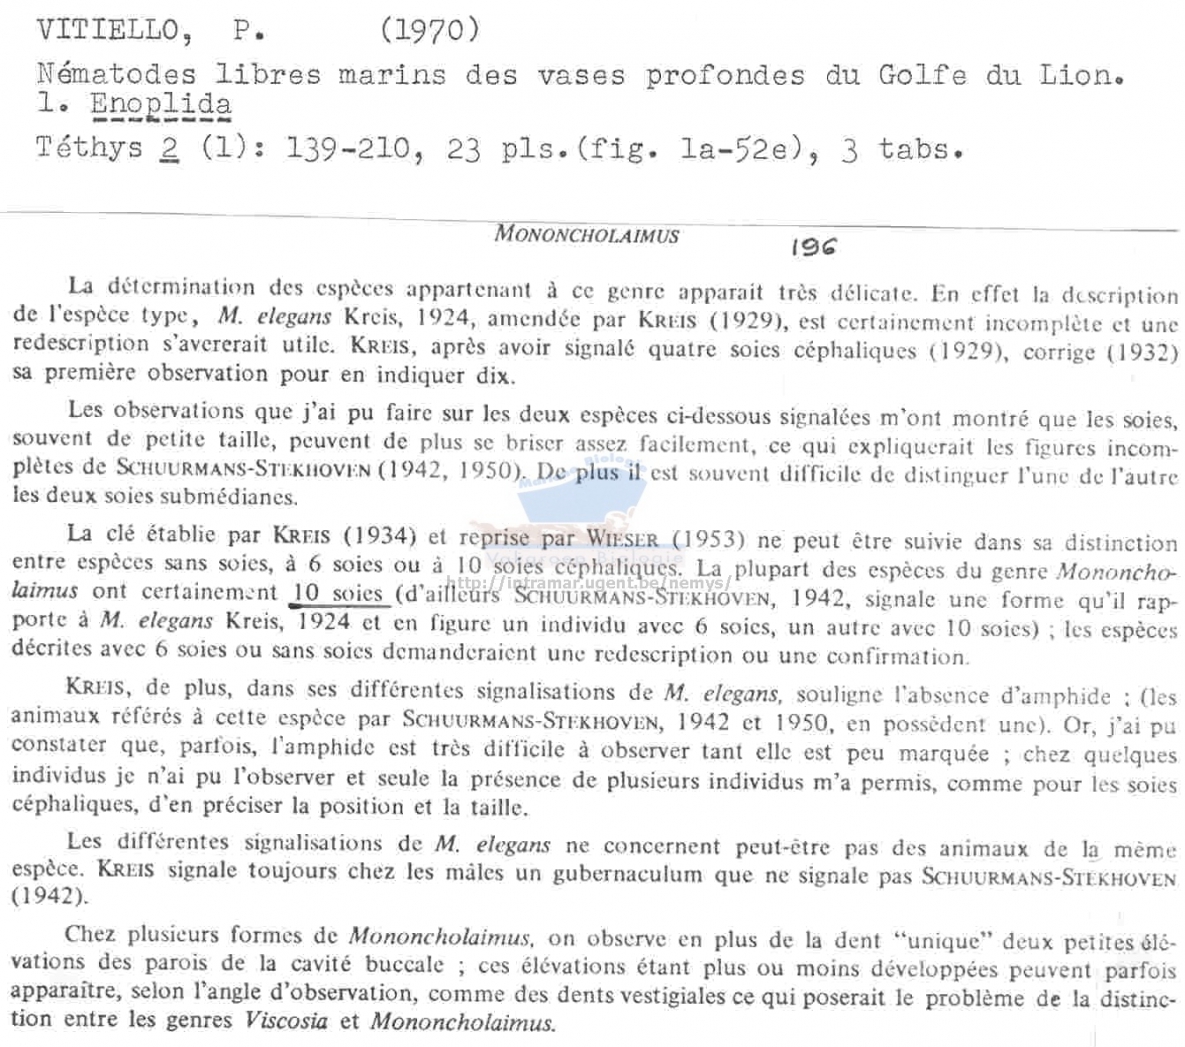 VITIELLO, P. (1970)
Nématodes libres marins des vases profondes du Golfe du Lion.
1. Enoplida
Téthys 2 (1): 139-210, 23 pls.(fig. 1a-52e), 3 tabs.
MONONCHOLAIMUS 196
La détermination des espèces appartenant à ce genre apparait très délicate. En effet la description
de l'espèce type, M. elegans Kreis, 1924, amendée par KREIS (1929), est certainement incomplète et une
redescription s'avererait utile. KREIS, après avoir signalé quatre soies céphaliques (1929), corrige (1932)
sa première observation pour en indiquer dix.
Les observations que j'ai pu faire sur les deux espèces ci-dessous signalées m'ont montré que les soies,
souvent de petite taille, peuvent de plus se briser assez facilement, ce qui expliquerait les figures incom-
plètes de SCHUURMANS-STEKHOVEN (1942, 1950). De plus il est souvent difficile de distinguer l'une de l'autre
les deux soies submédianes.
La clé établie par KREIS (1934) et reprise par WIESER (1953) ne peut être suivie dans sa distinction
entre espèces sans soies, à 6 soies ou à 10 soies céphaliques. La plupart des espèces du genre Mononcho-
http://intramar.ugent.be/nemys/
laimus ont certainement 10 soies (d'ailleurs SCHUURMANS-STEKHOVEN, 1942, signale une forme qu'il rap-
porte à M. elegans Kreis, 1924 et en figure un individu avec 6 soies, un autre avec 10 soies) ; les espèces
décrites avec 6 soies ou sans soies demanderaient une redescription ou une confirmation.
KREIS, de plus, dans ses différentes signalisations de M. elegans, souligne l'absence d'amphide ; (les
animaux référés à cette espèce par SCHUURMANS-STEKHOVEN, 1942 et 1950, en possèdent une). Or, j'ai pu
constater que, parfois, l'amphide est très difficile à observer tant elle est peu marquée ; chez quelques
individus je n'ai pu l'observer et seule la présence de plusieurs individus m'a permis, comme pour les soies
céphaliques, d'en préciser la position et la taille.
Les différentes signalisations de M. elegans ne concernent peut-être pas des animaux de la même
espèce. KREIS signale toujours chez les mâles un gubernaculum que ne signale pas SCHUURMANS-STEKHOVEN
(1942).
Chez plusieurs formes de Mononcholaimus, on observe en plus de la dent "unique" deux petites élé-
vations des parois de la cavité buccale ; ces élévations étant plus ou moins développées peuvent parfois
apparaître, selon l'angle d'observation, comme des dents vestigiales ce qui poserait le problème de la distinc-
tion entre les genres Viscosia et Mononcholaimus.